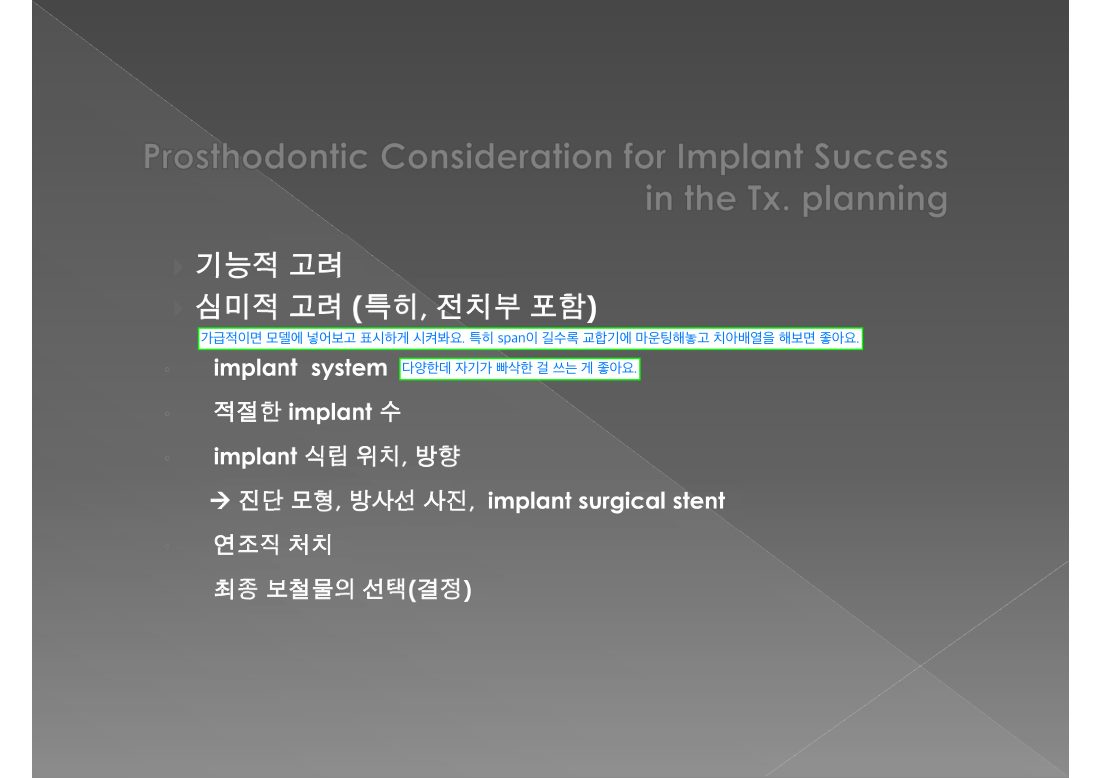 Prosthodontic Consideration for Implant Success
in the Tx. planning
기능적 고려
심미적 고려 (특히, 전치부 포함)
가급적이면 모델에 넣어보고 표시하게 시켜봐요. 특히 span이 길수록 교합기에 마운팅해놓고 치아배열을 해보면 좋아요.
implant system 다양한데 자기가 빠삭한 걸 쓰는 게 좋아요.
적절한 implant 수
implant 식립 위치, 방향
→ 진단 모형, 방사선 사진, implant surgical stent
연조직 처치
최종 보철물의 선택(결정)